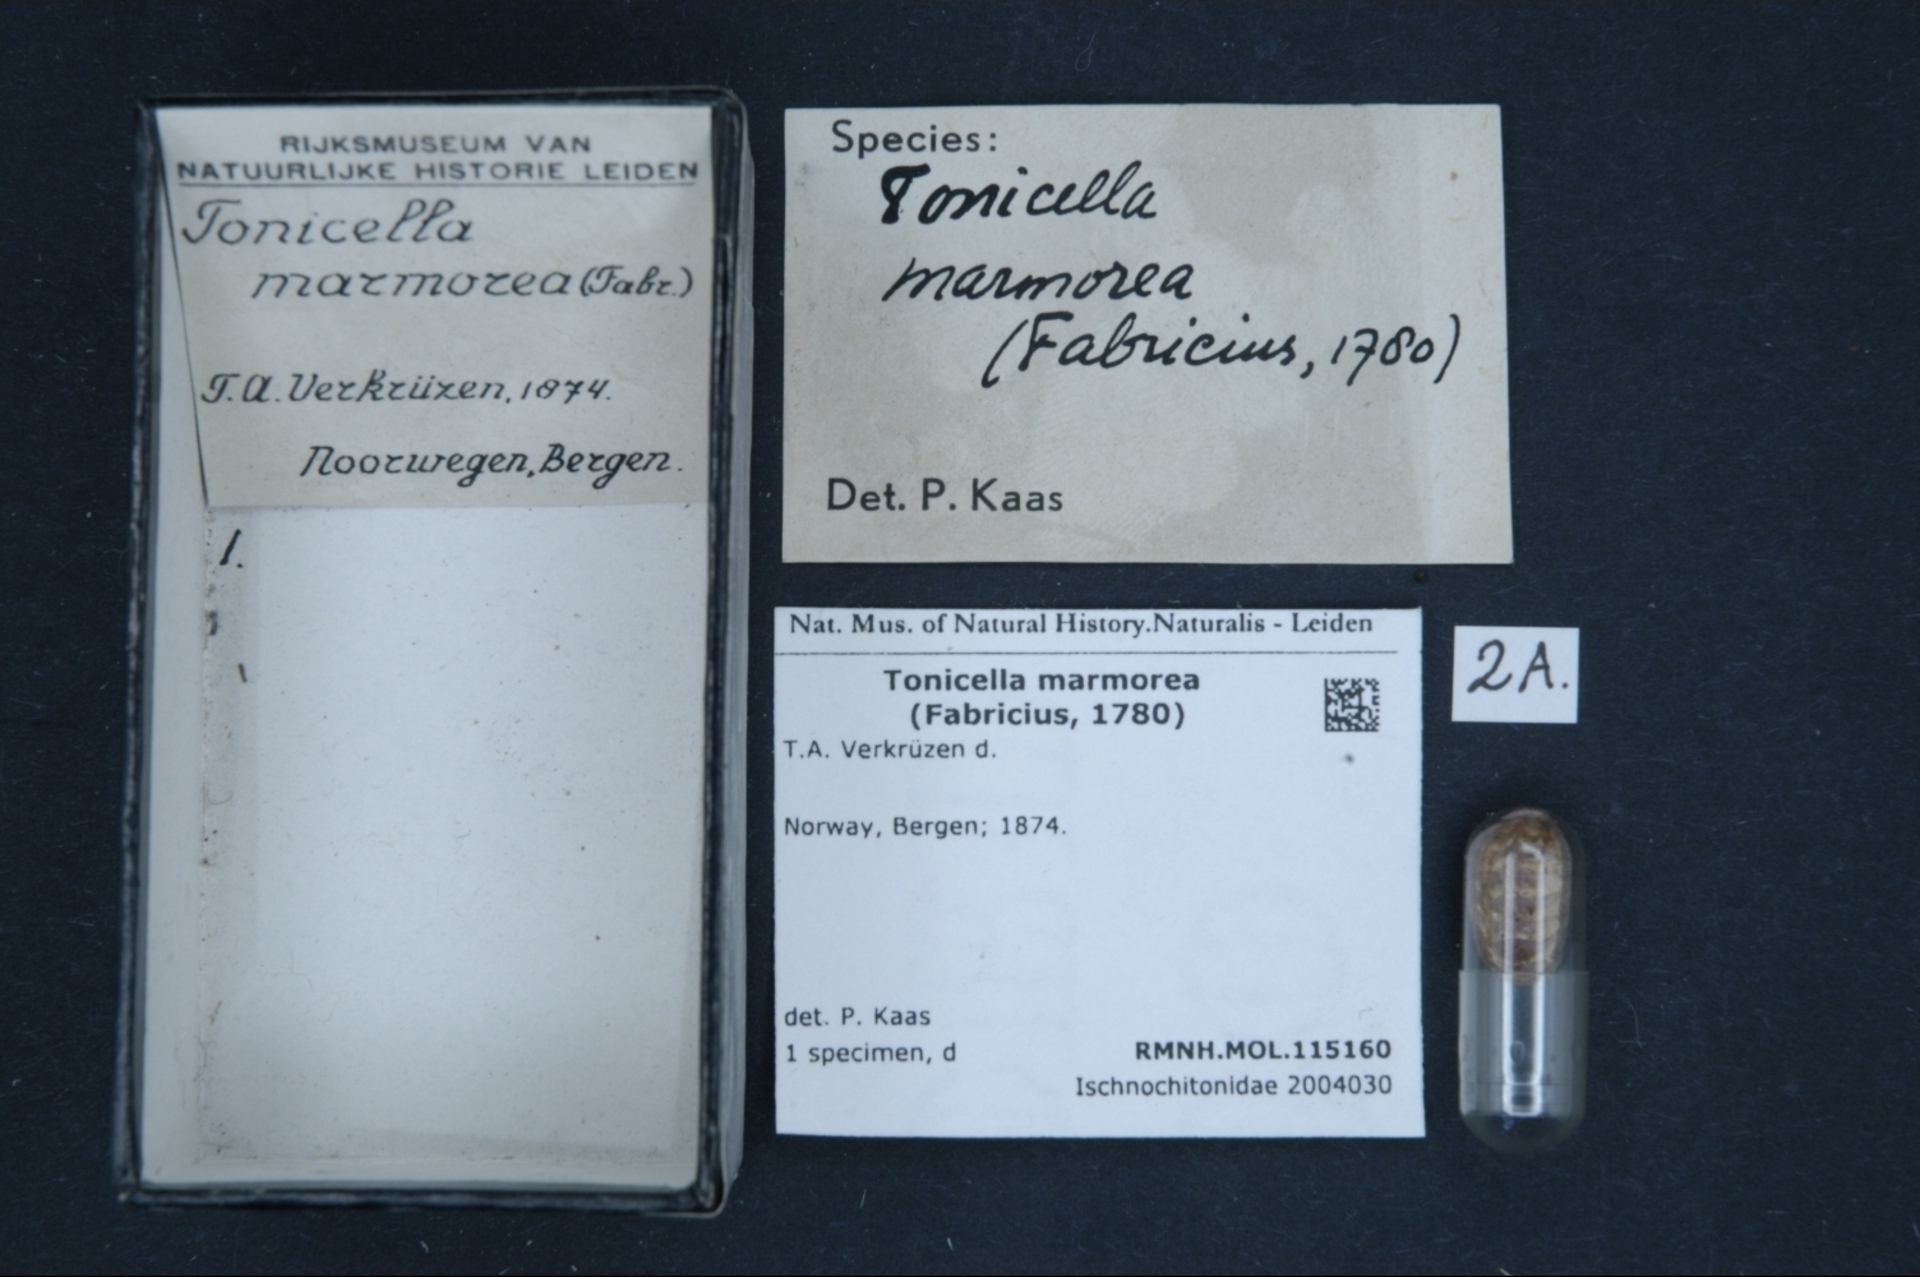 RIJKSMUSEUM VAN
NATUURLIJKE HISTORIE LEIDEN
Tonicella
marmorea (Fabr.)
T.A. Verkrüzen, 1874.
Noorwegen, Bergen.
1.
Species:
Tonicella
marmorea
(Fabricius, 1780)
Det. P. Kaas
Nat. Mus. of Natural History.Naturalis - Leiden
Tonicella marmorea
(Fabricius, 1780)
T.A. Verkrüzen d.
Norway, Bergen; 1874.
det. P. Kaas
1 specimen, d
RMNH.MOL.115160
Ischnochitonidae 2004030
2A.